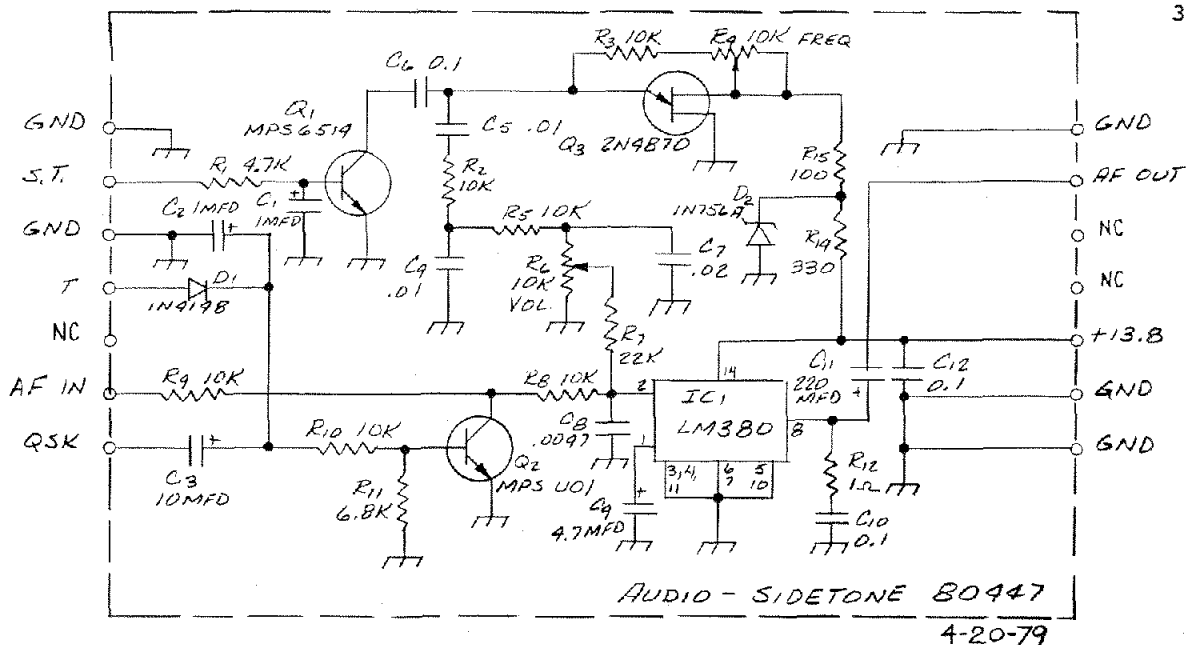 3
R3 10K
R4 10K FREQ
C6 0.1
Q1
MPS6514
C5 .01
Q3 2N4870
GND
GND
R1 4.7K
R2
10K
R15
100
S.T.
AF OUT
C2 1MFD
C1
1MFD
D2
1N756A
GND
R5 10K
R14
330
NC
C9
.01
R6
10K
VOL.
C7
.02
T
D1
1N4148
NC
NC
R7
22K
+13.8
AF IN
R9 10K
R8 10K
2
14
IC1
LM380
C11
220
MFD
C12
0.1
GND
QSK
R10 10K
C8
.0047
1
8
GND
C3
10MFD
R11
6.8K
Q2
MPS U01
3,4,
11
6
7
5
10
R12
1Ω
C9
4.7MFD
C10
0.1
AUDIO - SIDETONE 80447
4-20-79